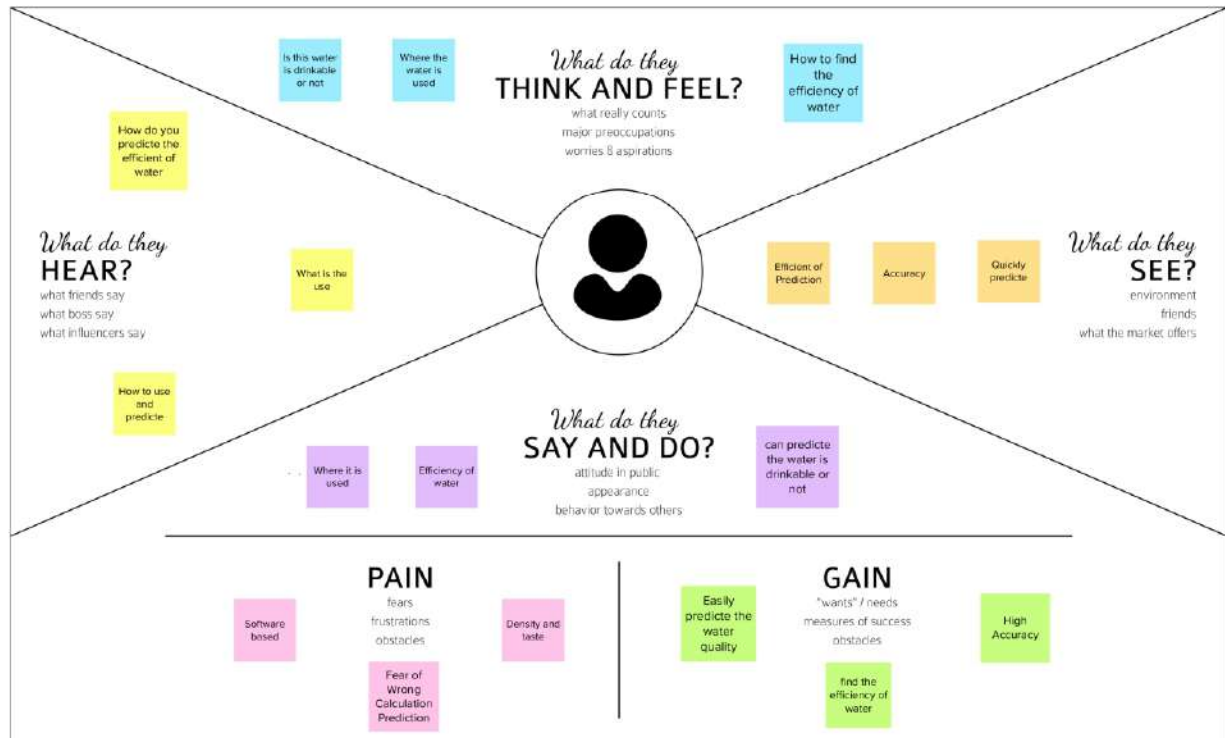 What do they
THINK AND FEEL?
what really counts
major preoccupations
worries & aspirations
Is this water
is drinkable
or not
Where the
water is
used
How to find
the
efficiency of
water
What do they
HEAR?
what friends say
what boss say
what influencers say
How do you
predicte the
efficient of
water
What is the
use
How to use
and
predicte
What do they
SEE?
environment
friends
what the market offers
Efficient of
Prediction
Accuracy
Quickly
predicte
What do they
SAY AND DO?
attitude in public
appearance
behavior towards others
Where it is
used
Efficiency of
water
can predicte
the water is
drinkable or
not
PAIN
fears
frustrations
obstacles
Software
based
Fear of
Wrong
Calculation
Prediction
Density and
taste
GAIN
"wants" / needs
measures of success
obstacles
Easily
predicte the
water
quality
find the
efficiency of
water
High
Accuracy